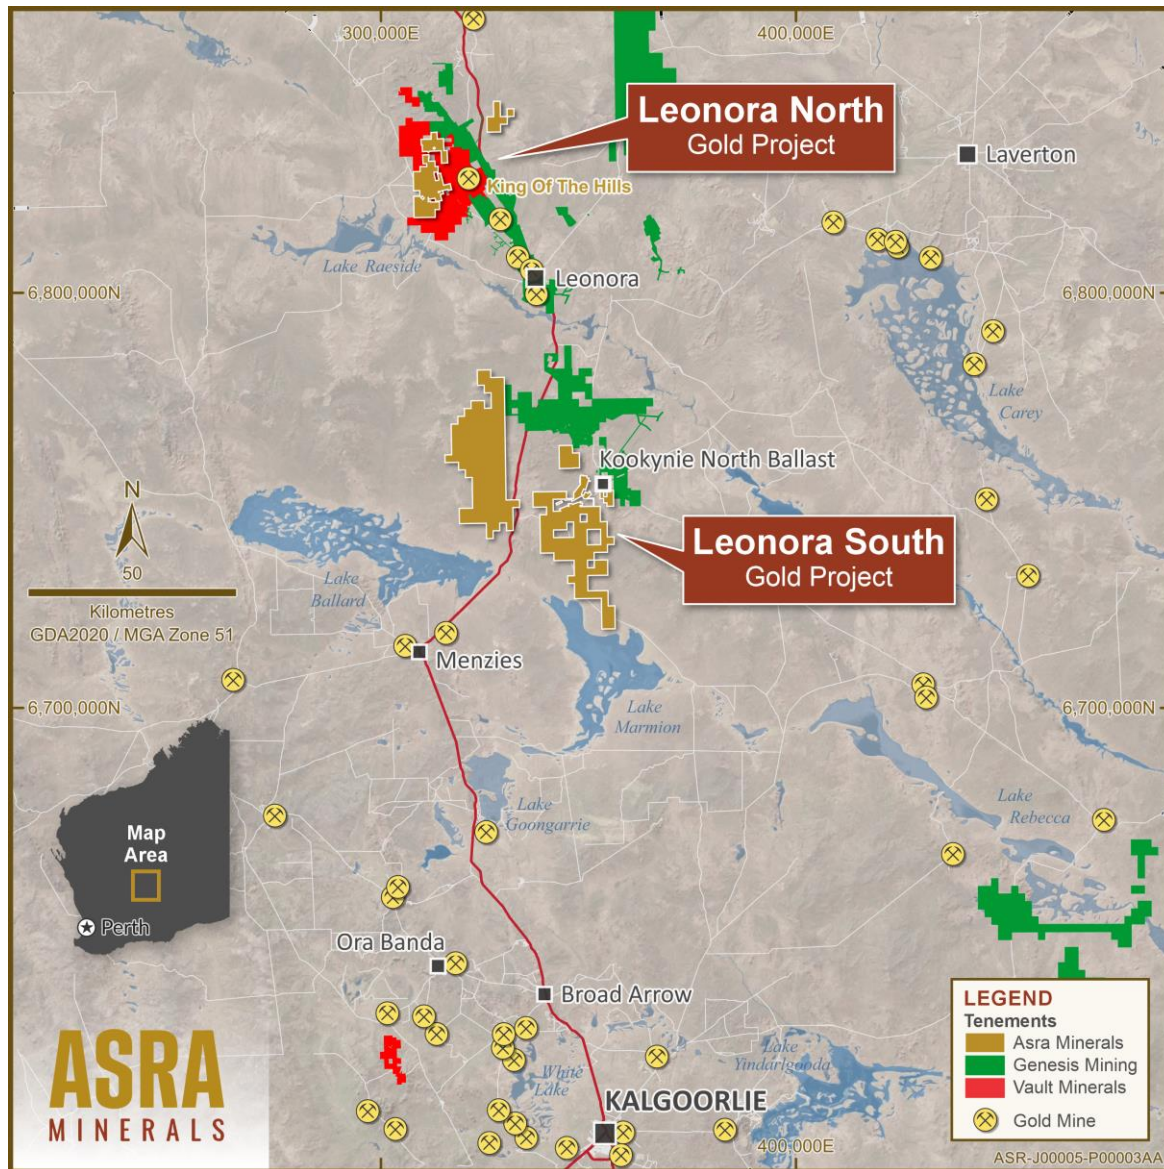 300,000E
400,000E
Leonora North
Gold Project
Laverton
King Of The Hills
Lake Raeside
Leonora
6,800,000N
6,800,000N
Lake
Carey
Kookynie North Ballast
N
50
Kilometres
GDA2020 / MGA Zone 51
Leonora South
Gold Project
Lake
Ballard
Menzies
6,700,000N
6,700,000N
Lake
Marmion
Lake
Goongarrie
Lake
Rebecca
Map
Area
Perth
Ora Banda
Broad Arrow
White
Lake
Lake
Yindarlgooda
KALGOORLIE
400,000E
ASRA
MINERALS
LEGEND
Tenements
Asra Minerals
Genesis Mining
Vault Minerals
Gold Mine
ASR-J00005-P00003AA